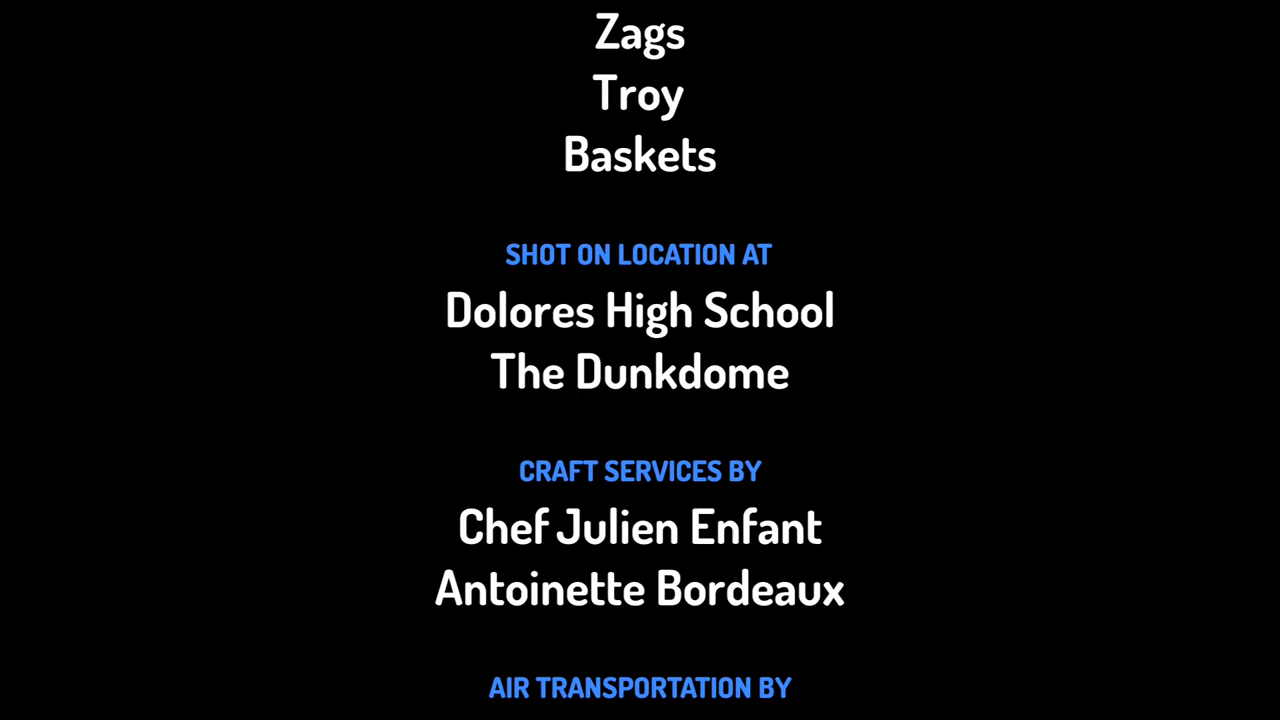 Zags
Troy
Baskets
SHOT ON LOCATION AT
Dolores High School
The Dunkdome
CRAFT SERVICES BY
Chef Julien Enfant
Antoinette Bordeaux
AIR TRANSPORTATION BY